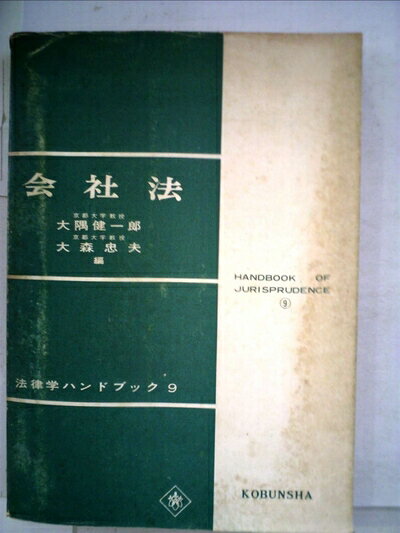 会社法
京都大学教授
大隅健一郎
京都大学教授
大森忠夫
編
HANDBOOK OF
JURISPRUDENCE
⑨
法律学ハンドブック 9
KOBUNSHA